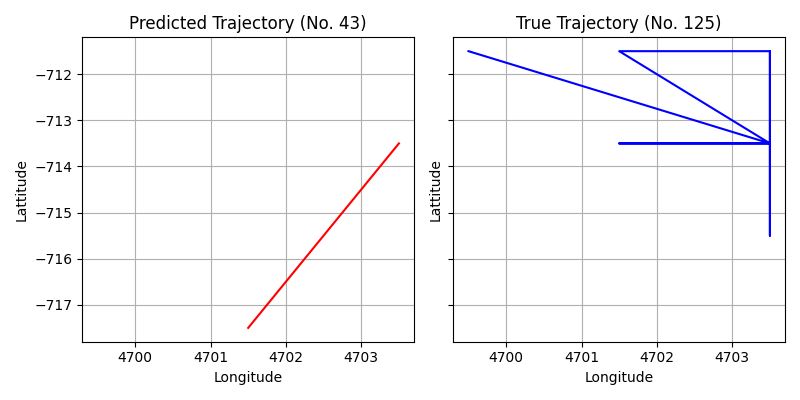 Predicted Trajectory (No. 43)
True Trajectory (No. 125)
−712
−713
−714
−715
−716
−717
Lattitude
Lattitude
4700 4701 4702 4703
4700 4701 4702 4703
Longitude
Longitude